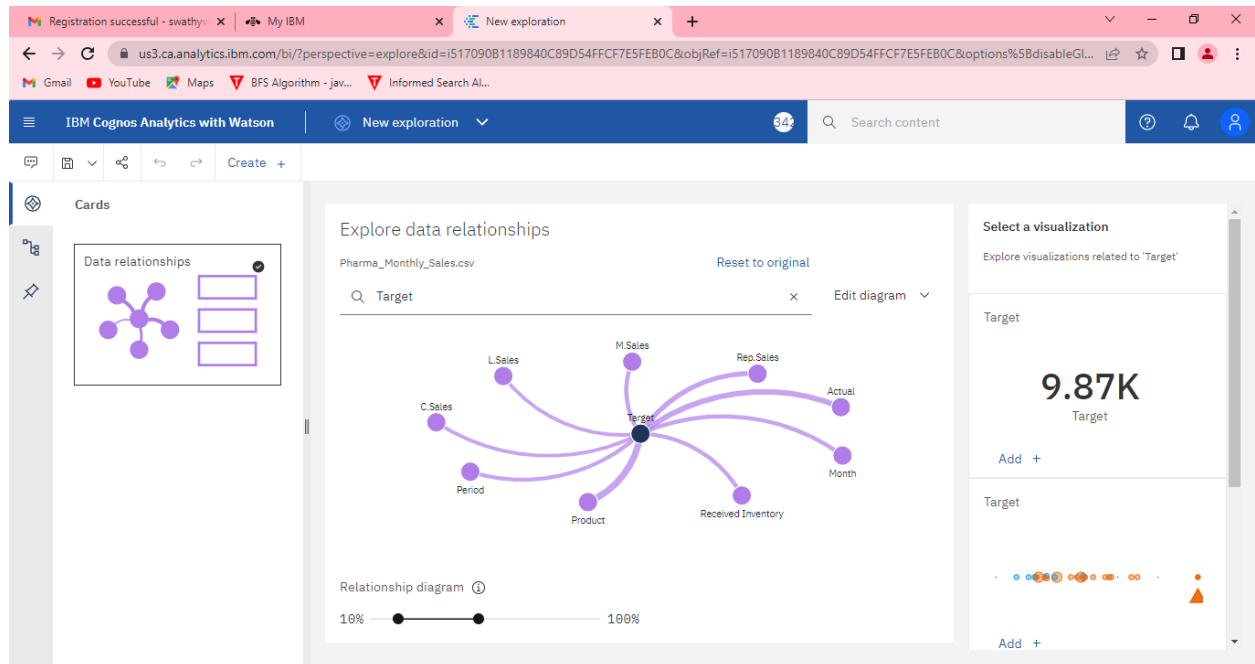 Registration successful - swathyv
My IBM
New exploration
us3.ca.analytics.ibm.com/bi/?perspective=explore&id=i517090B1189840C89D54FFCF7E5FEB0C&objRef=i517090B1189840C89D54FFCF7E5FEB0C&options%5BdisableGl...
Gmail YouTube Maps BFS Algorithm - jav... Informed Search Al...
IBM Cognos Analytics with Watson
New exploration
342
Search content
Create +
Cards
Data relationships
Explore data relationships
Pharma_Monthly_Sales.csv
Reset to original
Target
Edit diagram
M.Sales
L.Sales
Rep.Sales
Actual
C.Sales
Target
Month
Period
Received Inventory
Product
Relationship diagram
10%
100%
Select a visualization
Explore visualizations related to 'Target'
Target
9.87K
Target
Add +
Target
Add +